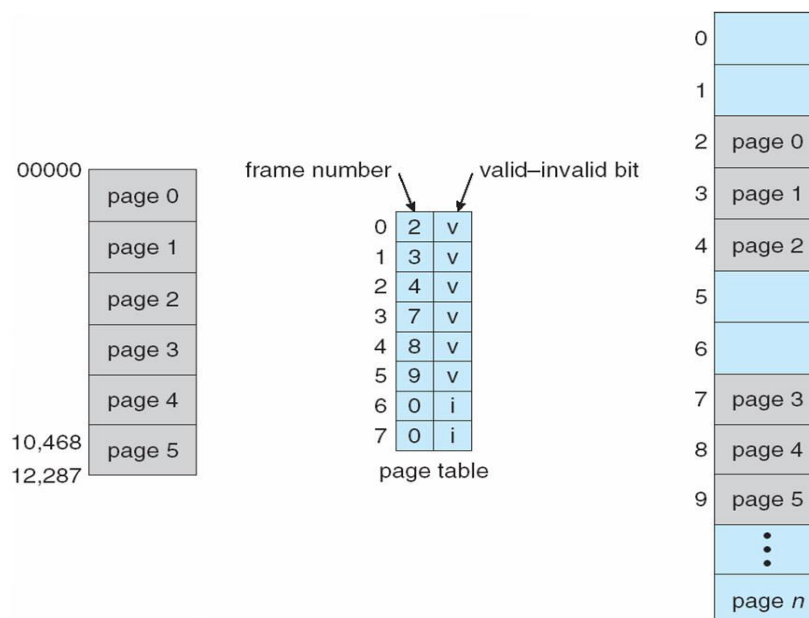 00000
page 0
page 1
page 2
page 3
page 4
page 5
10,468
12,287
frame number
valid–invalid bit
0 2 v
1 3 v
2 4 v
3 7 v
4 8 v
5 9 v
6 0 i
7 0 i
page table
0
1
2 page 0
3 page 1
4 page 2
5
6
7 page 3
8 page 4
9 page 5
page n